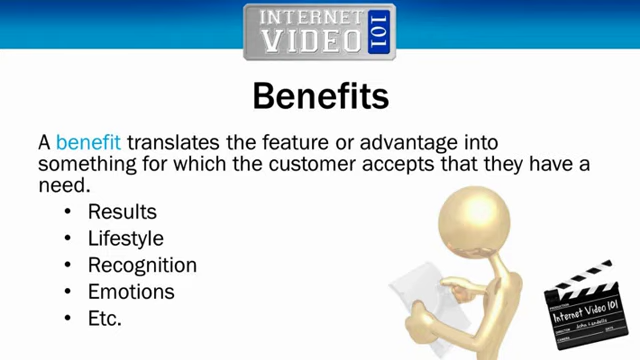 INTERNET
VIDEO
101
Benefits
A benefit translates the feature or advantage into
something for which the customer accepts that they have a
need.
• Results
• Lifestyle
• Recognition
• Emotions
• Etc.
Internet Video 101